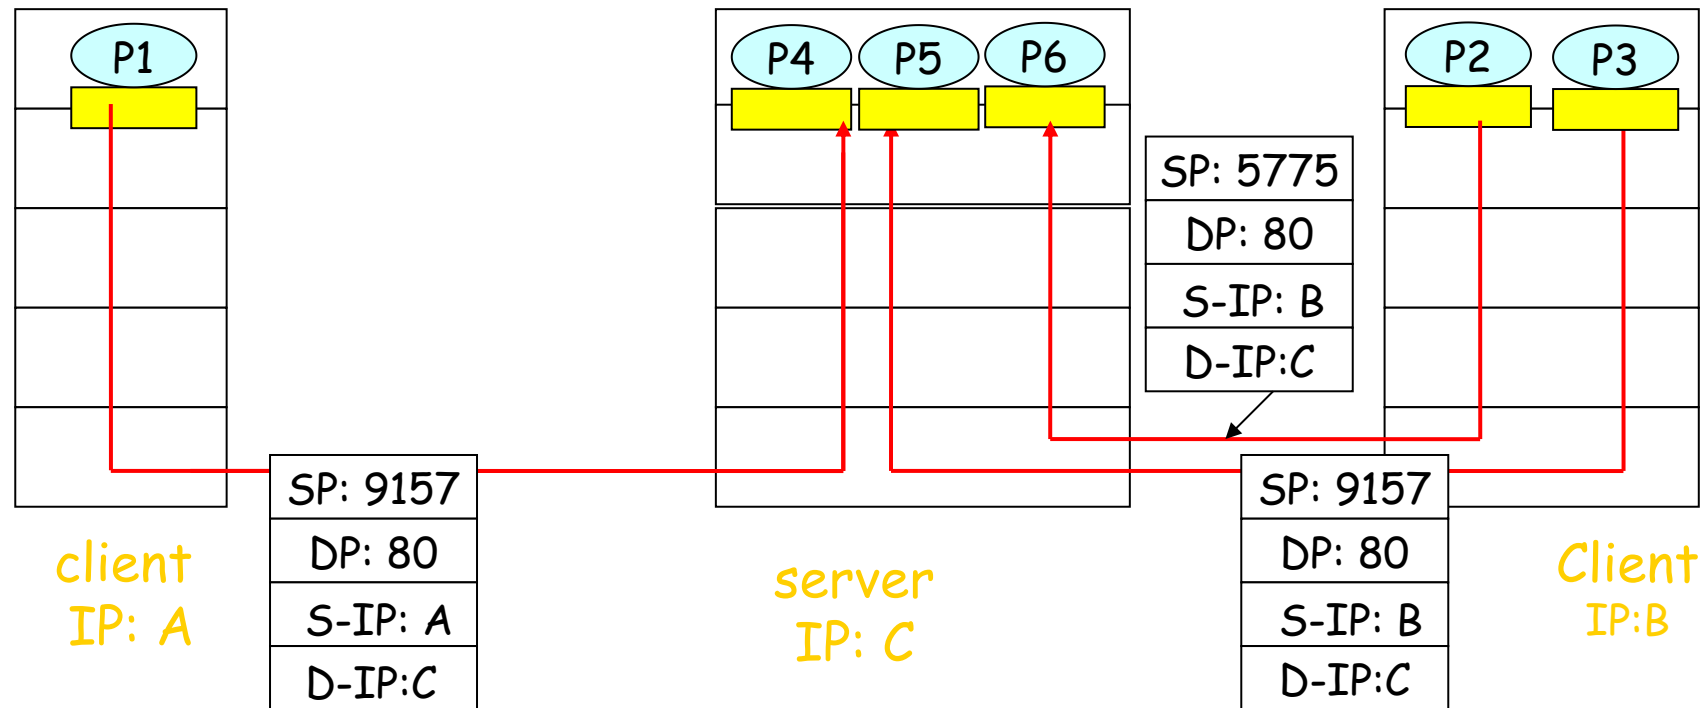 P1
P4
P5
P6
P2
P3
SP: 5775
DP: 80
S-IP: B
D-IP:C
SP: 9157
DP: 80
S-IP: A
D-IP:C
SP: 9157
DP: 80
S-IP: B
D-IP:C
client
IP: A
server
IP: C
Client
IP:B